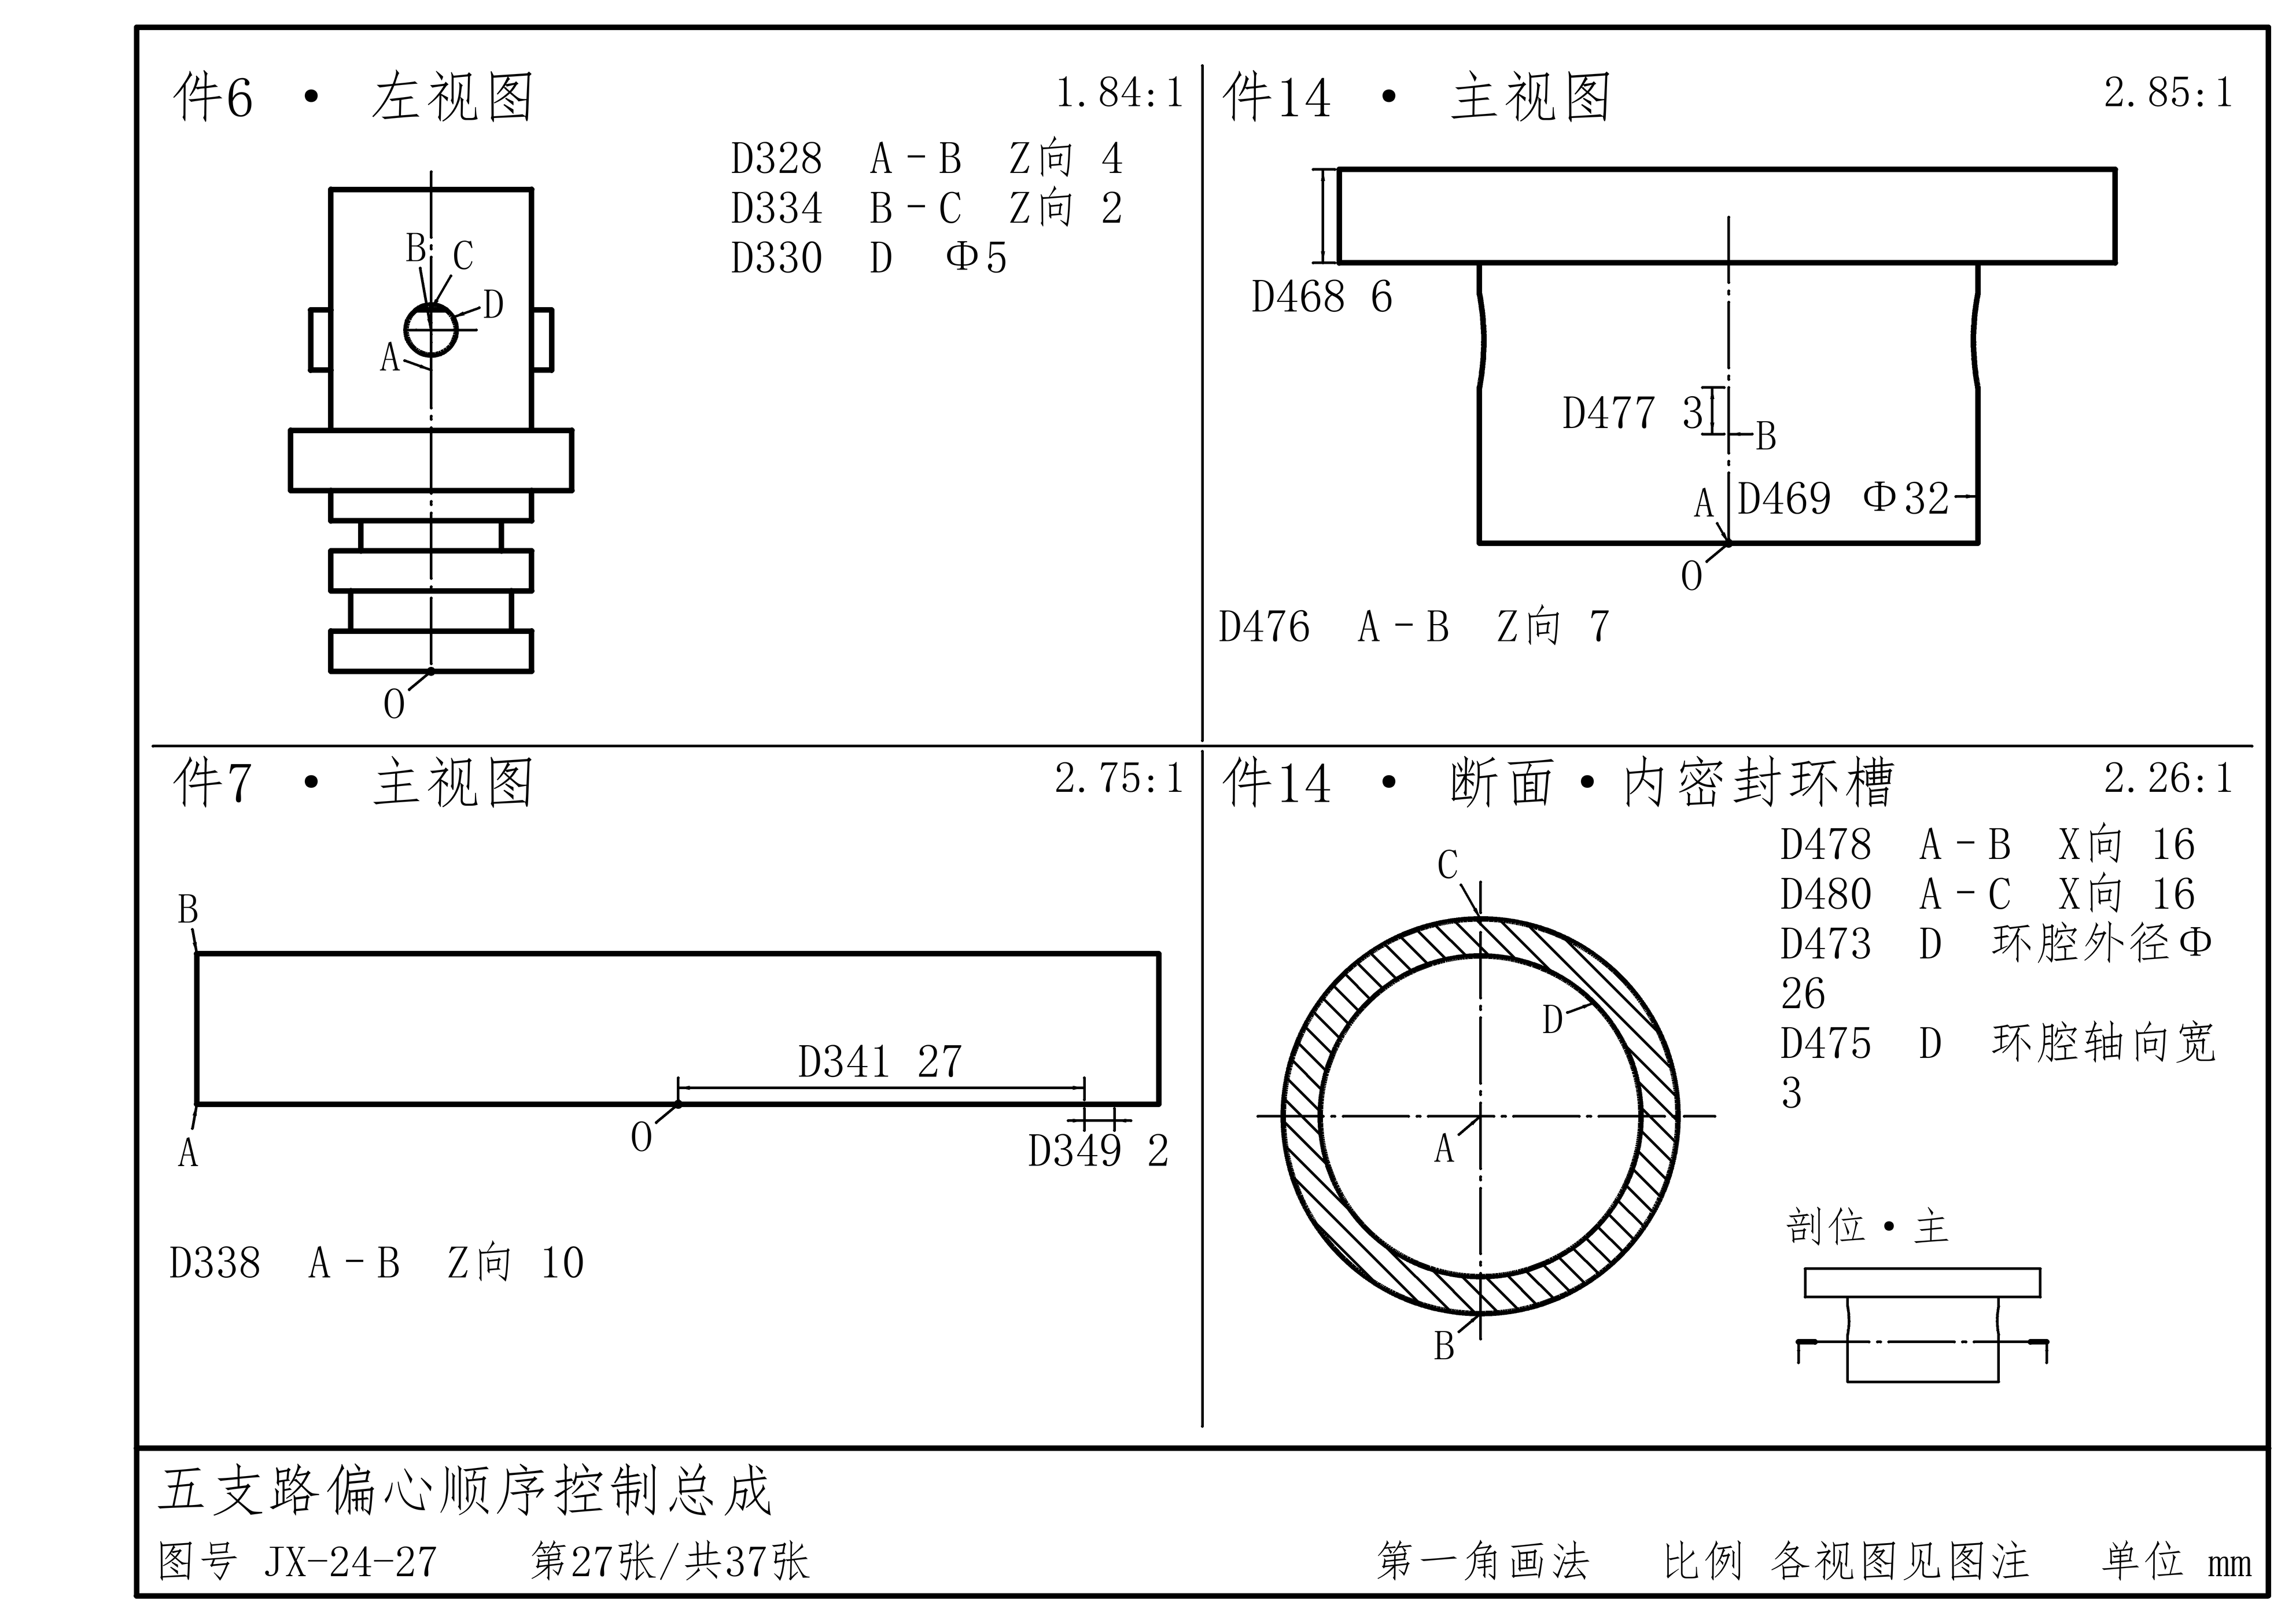 件6 · 左视图
1.84:1
D328 A-B Z向 4
D334 B-C Z向 2
D330 D Φ5
B
C
D
A
O
件14 · 主视图
2.85:1
D468 6
D477 3
B
A
D469 Φ32
O
D476 A-B Z向 7
件7 · 主视图
2.75:1
B
D341 27
O
A
D349 2
D338 A-B Z向 10
件14 · 断面·内密封环槽
2.26:1
D478 A-B X向 16
D480 A-C X向 16
D473 D 环腔外径Φ
26
D475 D 环腔轴向宽
3
C
D
A
B
剖位·主
五支路偏心顺序控制总成
图号 JX-24-27 第27张/共37张 第一角画法 比例 各视图见图注 单位 mm